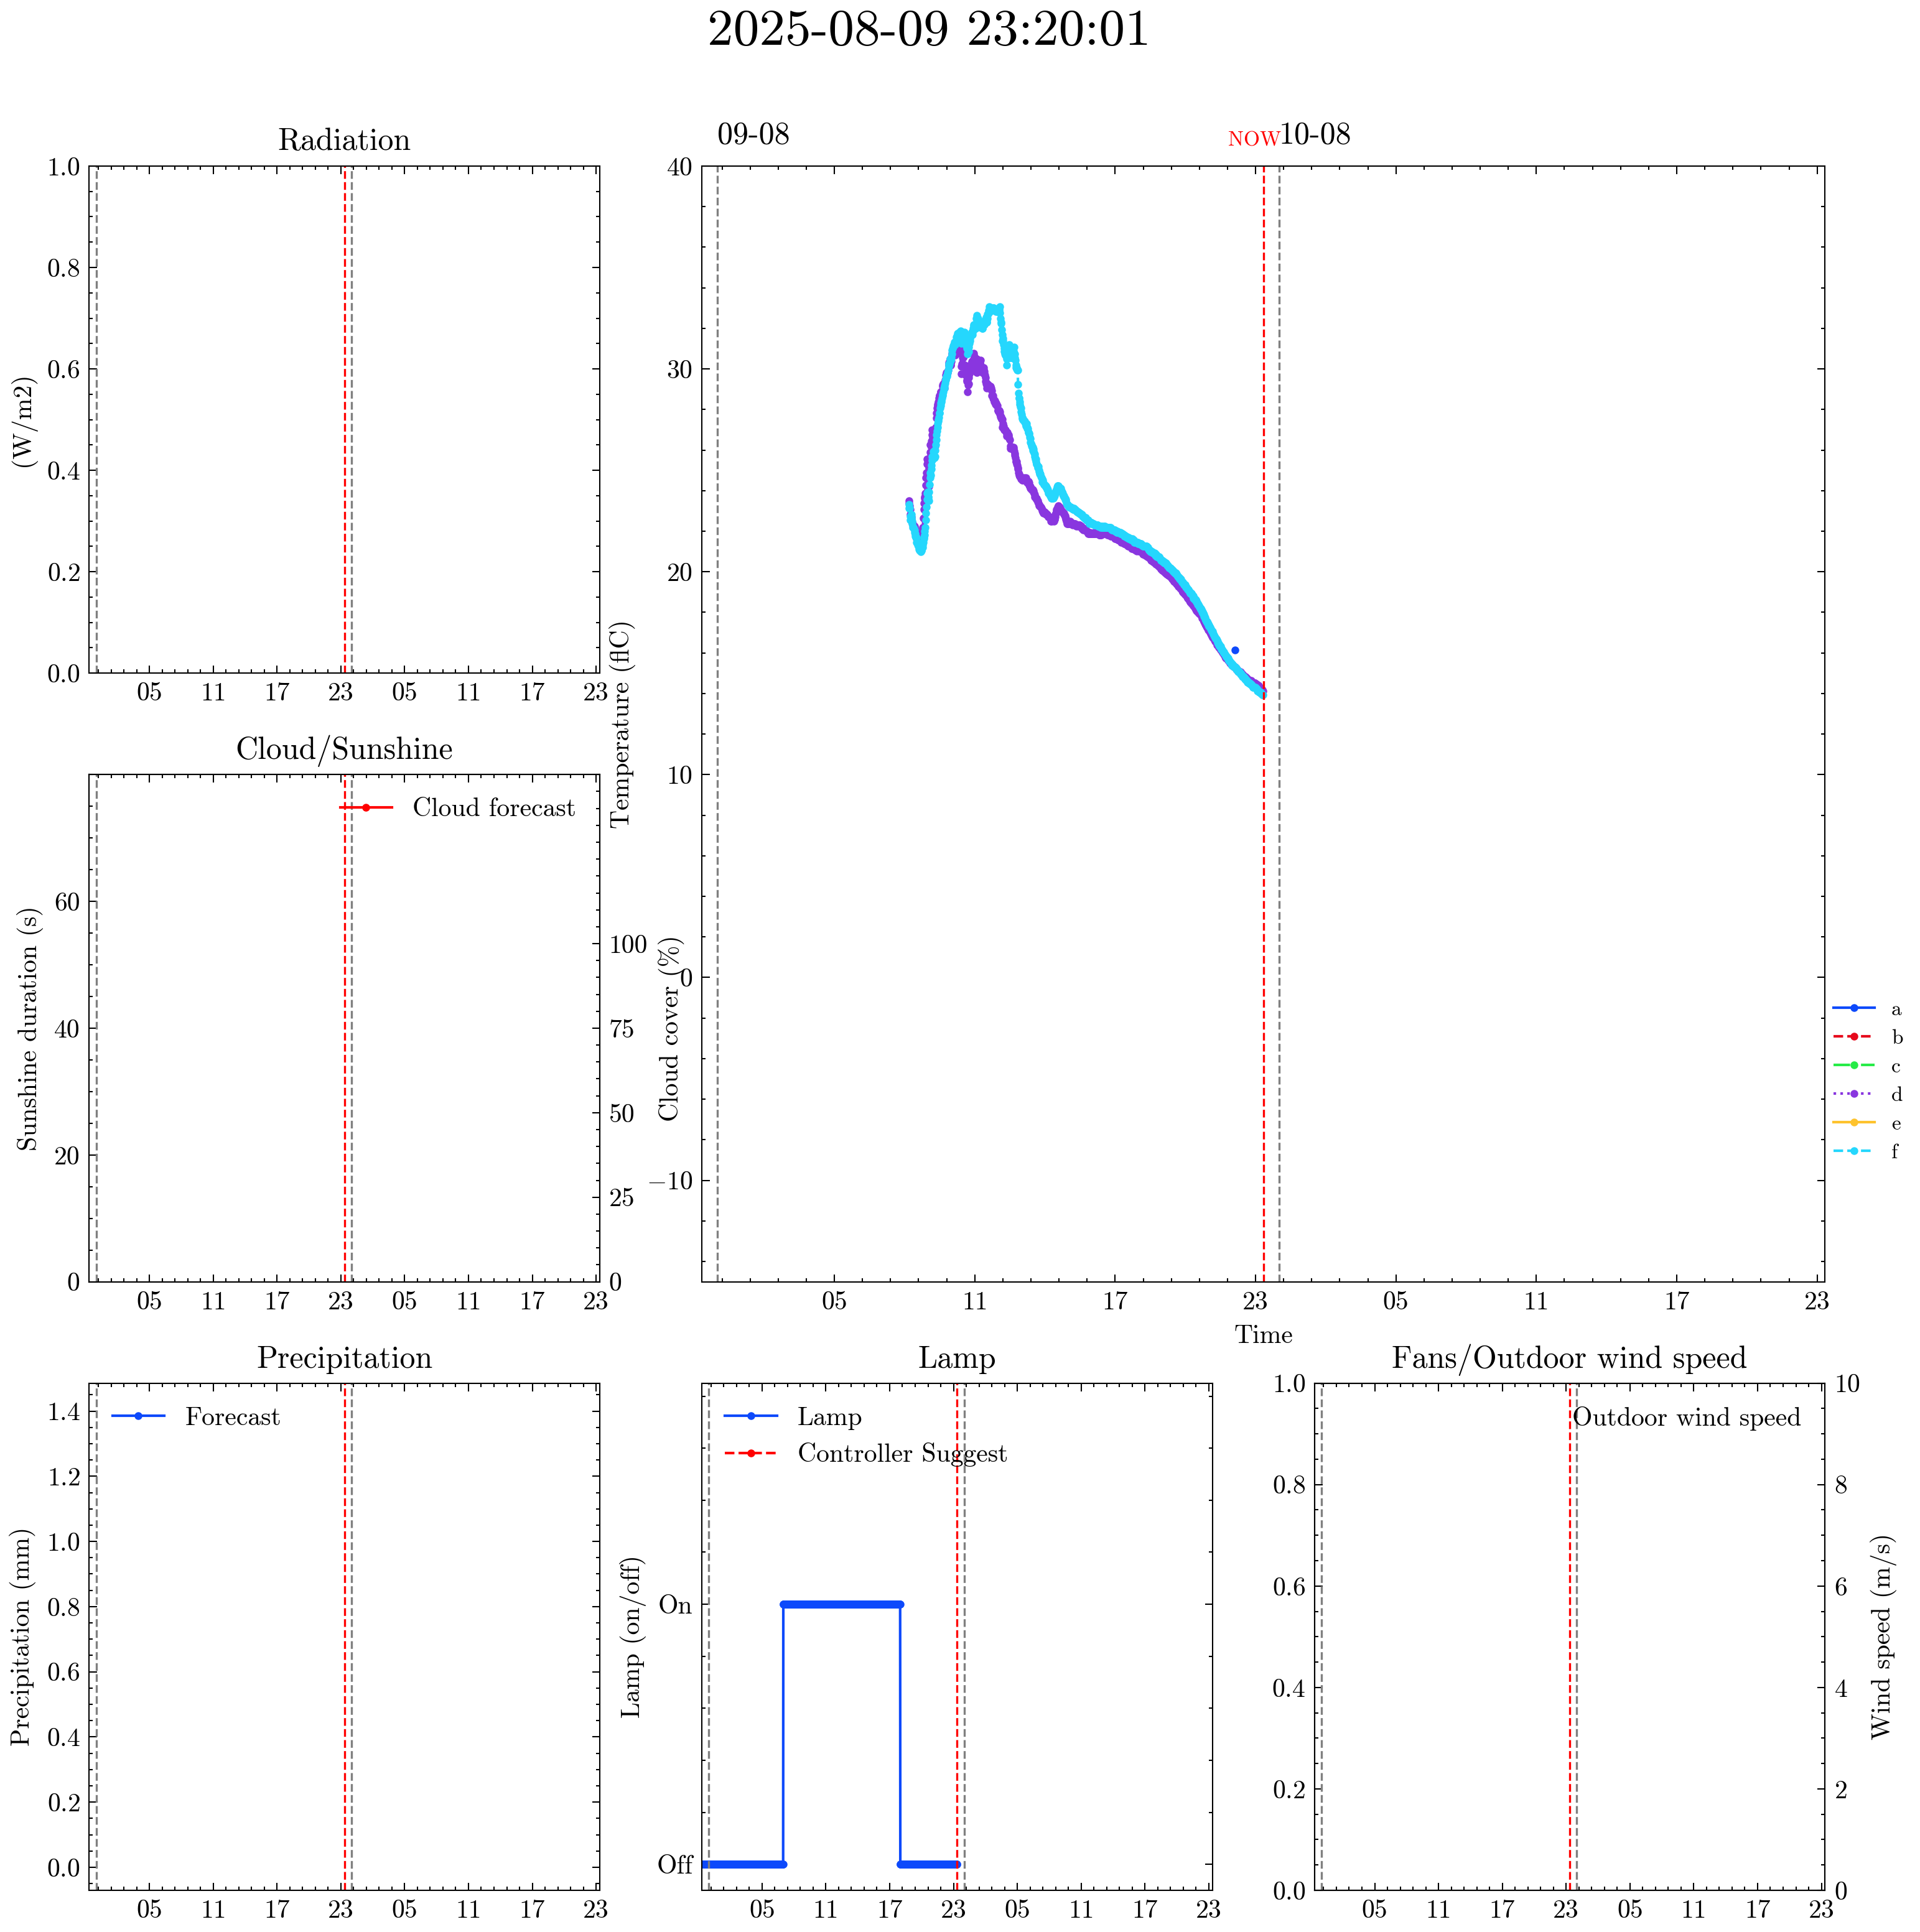 2025-08-09 23:20:01
Radiation
(W/m2)
1.0
0.8
0.6
0.4
0.2
0.0
05 11 17 23 05 11 17 23
09-08 NOW 10-08
Temperature (flC)
40
30
20
10
0
−10
05 11 17 23 05 11 17 23
Time
a
b
c
d
e
f
Cloud/Sunshine
Cloud forecast
Sunshine duration (s)
60
40
20
0
Cloud cover (%)
100
75
50
25
0
05 11 17 23 05 11 17 23
Precipitation
Forecast
Precipitation (mm)
1.4
1.2
1.0
0.8
0.6
0.4
0.2
0.0
05 11 17 23 05 11 17 23
Lamp
Lamp
Controller Suggest
Lamp (on/off)
On
Off
05 11 17 23 05 11 17 23
Fans/Outdoor wind speed
Outdoor wind speed
1.0
0.8
0.6
0.4
0.2
0.0
10
8
6
4
2
0
Wind speed (m/s)
05 11 17 23 05 11 17 23